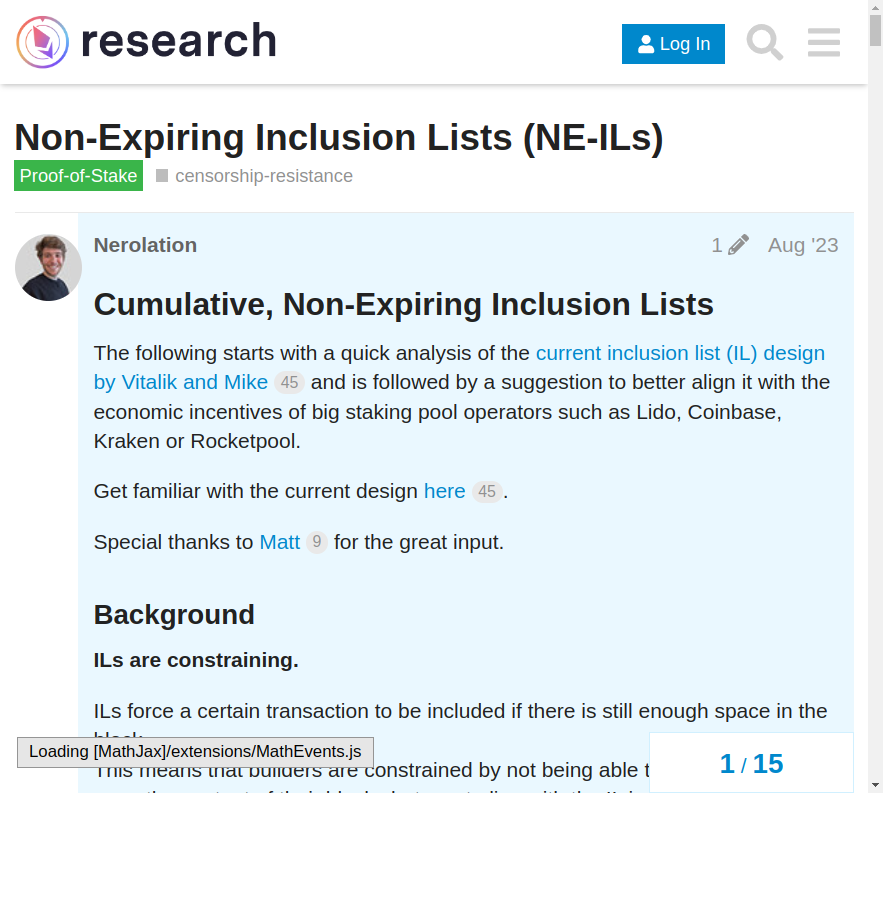 research
Log In
Non-Expiring Inclusion Lists (NE-ILs)
Proof-of-Stake censorship-resistance
Nerolation 1 Aug '23
Cumulative, Non-Expiring Inclusion Lists
The following starts with a quick analysis of the current inclusion list (IL) design
by Vitalik and Mike 45 and is followed by a suggestion to better align it with the
economic incentives of big staking pool operators such as Lido, Coinbase,
Kraken or Rocketpool.
Get familiar with the current design here 45.
Special thanks to Matt 9 for the great input.
Background
ILs are constraining.
ILs force a certain transaction to be included if there is still enough space in the
Loading [MathJax]/extensions/MathEvents.js
This means that builders are constrained by not being able
1 / 15